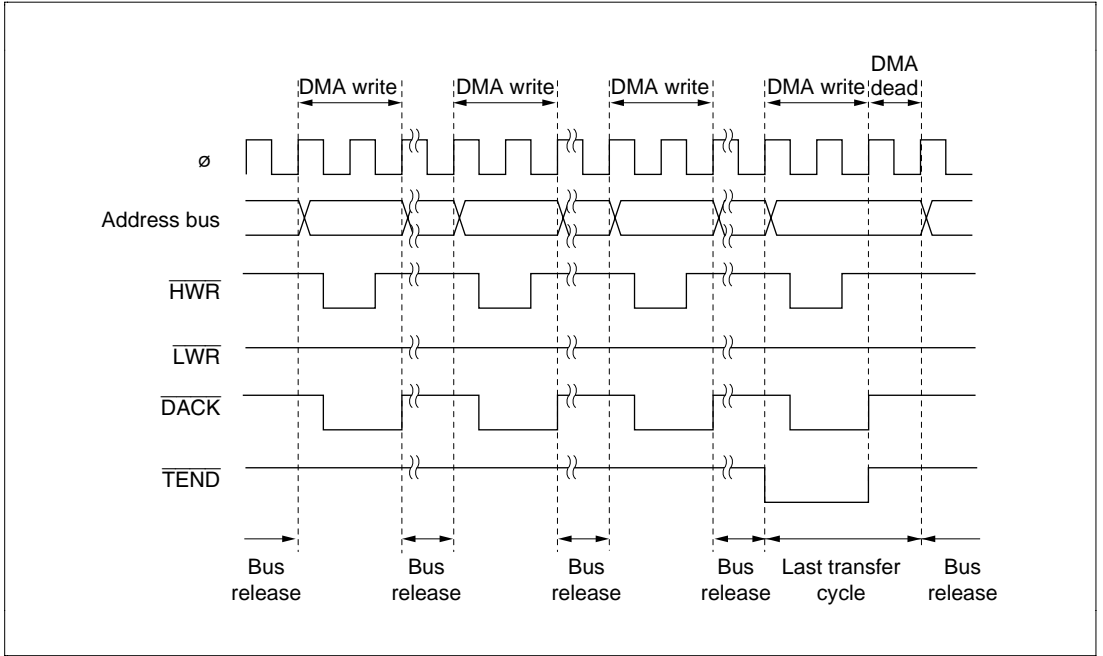 DMA
DMA write DMA write DMA write DMA write dead
ø
Address bus
HWR
LWR
DACK
TEND
Bus release
Bus release
Bus release
Bus release
Last transfer cycle
Bus release